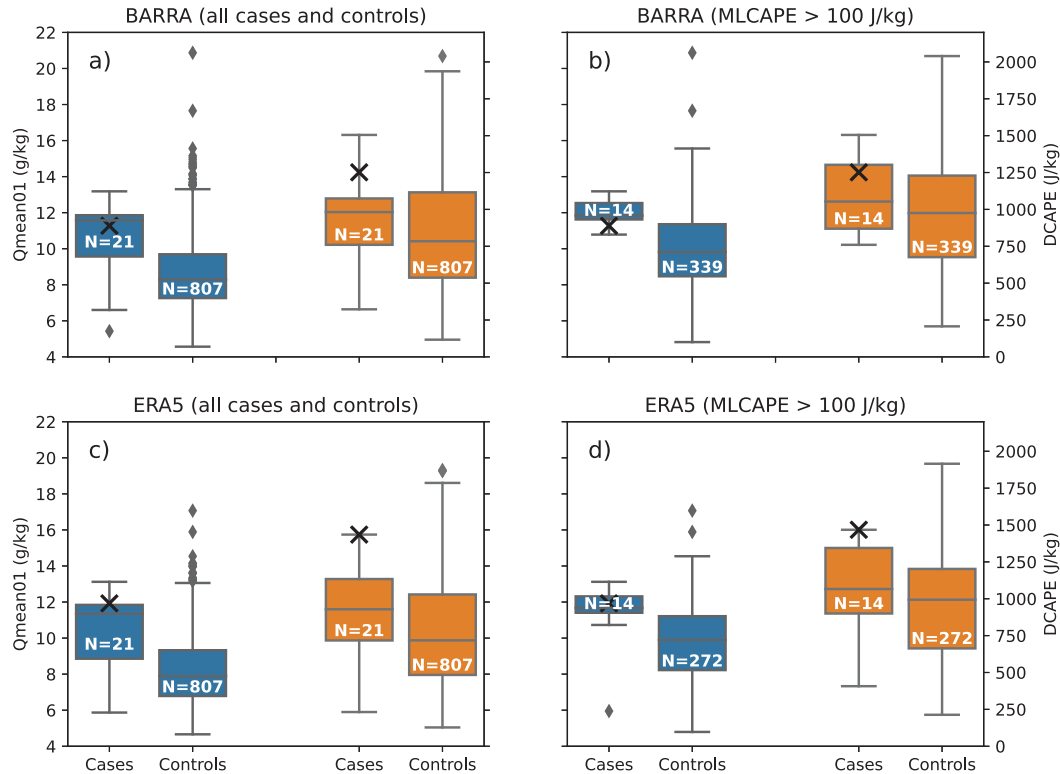 BARRA (all cases and controls)
BARRA (MLCAPE > 100 J/kg)
a)
b)
22
20
18
16
14
12
10
8
6
4
Qmean01 (g/kg)
N=21
N=807
N=21
N=807
N=14
N=339
N=14
N=339
2000
1750
1500
1250
1000
750
500
250
0
DCAPE (J/kg)
ERA5 (all cases and controls)
ERA5 (MLCAPE > 100 J/kg)
c)
d)
22
20
18
16
14
12
10
8
6
4
Qmean01 (g/kg)
N=21
N=807
N=21
N=807
N=14
N=272
N=14
N=272
2000
1750
1500
1250
1000
750
500
250
0
DCAPE (J/kg)
Cases
Controls
Cases
Controls
Cases
Controls
Cases
Controls